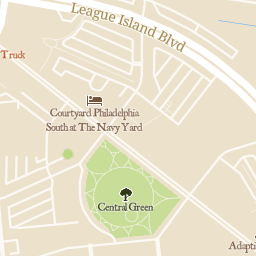 League Island Blvd
Truck
Courtyard Philadelphia
South at The Navy Yard
Central Green
Adapti